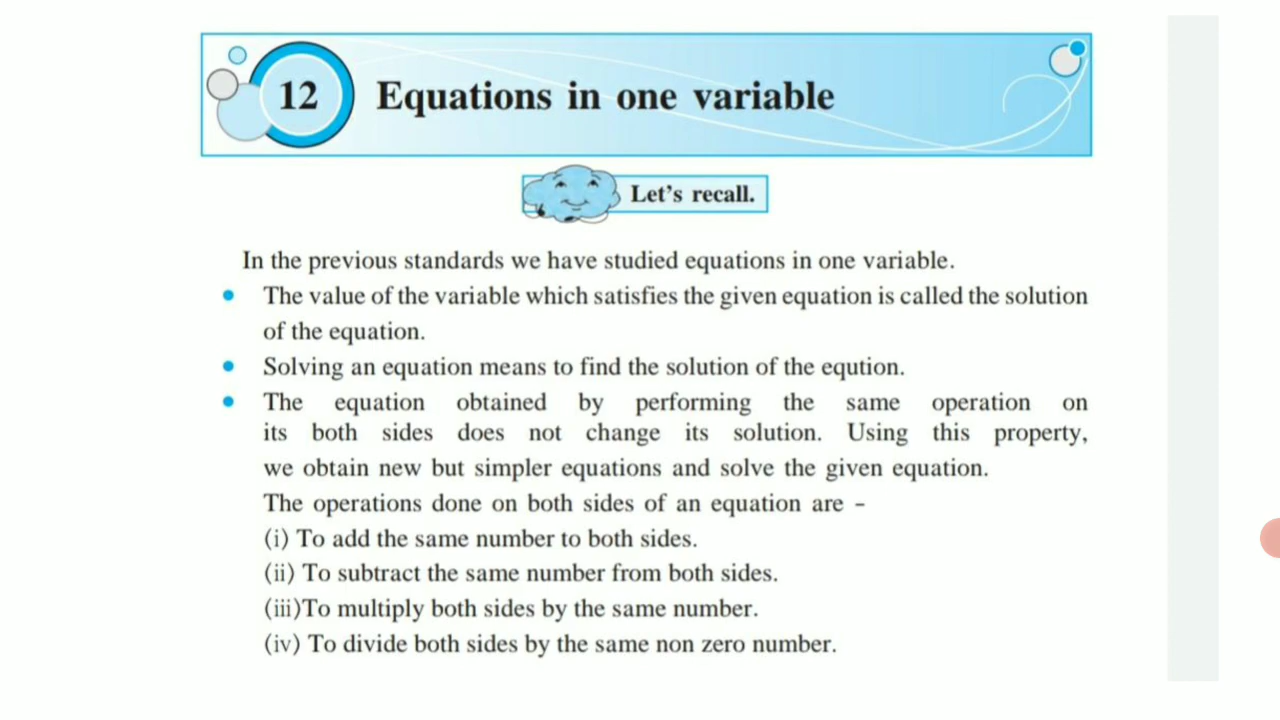 12 Equations in one variable
Let's recall.
In the previous standards we have studied equations in one variable.
• The value of the variable which satisfies the given equation is called the solution
of the equation.
• Solving an equation means to find the solution of the eqution.
• The equation obtained by performing the same operation on
its both sides does not change its solution. Using this property,
we obtain new but simpler equations and solve the given equation.
The operations done on both sides of an equation are -
(i) To add the same number to both sides.
(ii) To subtract the same number from both sides.
(iii)To multiply both sides by the same number.
(iv) To divide both sides by the same non zero number.